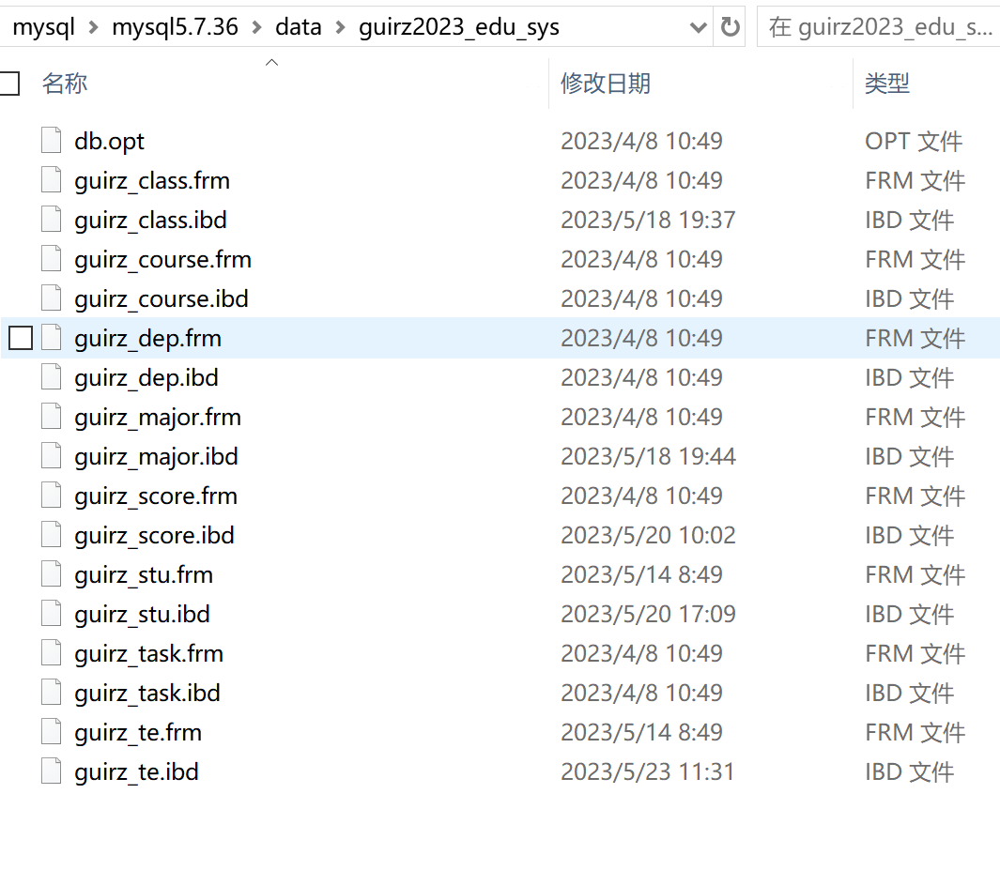 mysql > mysql5.7.36 > data > guirz2023_edu_sys 在 guirz2023_edu_s...
名称 修改日期 类型
db.opt 2023/4/8 10:49 OPT 文件
guirz_class.frm 2023/4/8 10:49 FRM 文件
guirz_class.ibd 2023/5/18 19:37 IBD 文件
guirz_course.frm 2023/4/8 10:49 FRM 文件
guirz_course.ibd 2023/4/8 10:49 IBD 文件
guirz_dep.frm 2023/4/8 10:49 FRM 文件
guirz_dep.ibd 2023/4/8 10:49 IBD 文件
guirz_major.frm 2023/4/8 10:49 FRM 文件
guirz_major.ibd 2023/5/18 19:44 IBD 文件
guirz_score.frm 2023/4/8 10:49 FRM 文件
guirz_score.ibd 2023/5/20 10:02 IBD 文件
guirz_stu.frm 2023/5/14 8:49 FRM 文件
guirz_stu.ibd 2023/5/20 17:09 IBD 文件
guirz_task.frm 2023/4/8 10:49 FRM 文件
guirz_task.ibd 2023/4/8 10:49 IBD 文件
guirz_te.frm 2023/5/14 8:49 FRM 文件
guirz_te.ibd 2023/5/23 11:31 IBD 文件